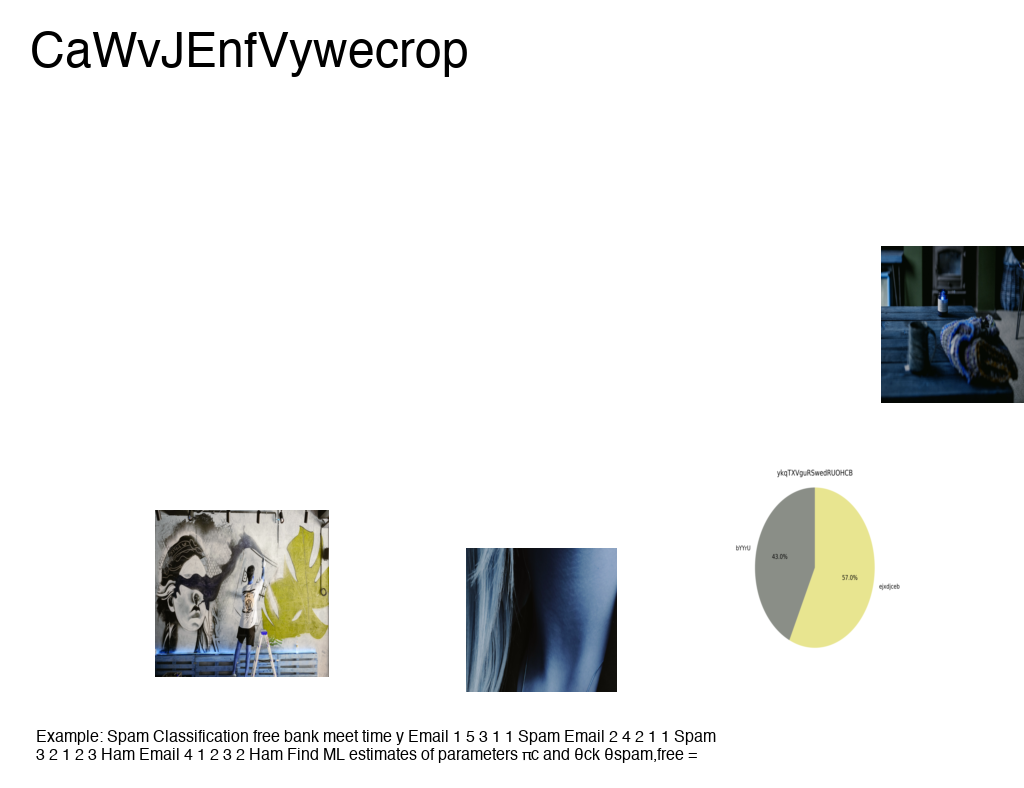 CaWvJEnfVywecrop
ykqTXVguRSwedRUOHCB
bYYrU
43.0%
57.0%
ejxdjceb
Example: Spam Classification free bank meet time y Email 1 5 3 1 1 Spam Email 2 4 2 1 1 Spam
3 2 1 2 3 Ham Email 4 1 2 3 2 Ham Find ML estimates of parameters πc and θck θspam,free =